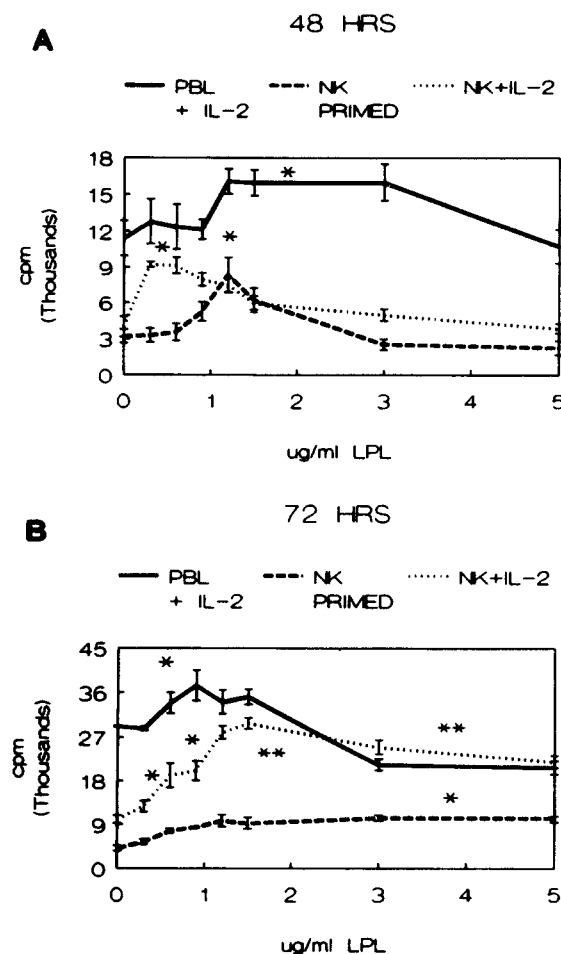 A
48 HRS
PBL + IL-2
NK PRIMED
NK+IL-2
18
15
12
9
6
3
0
cpm
(Thousands)
*
*
*
0 1 2 3 4 5
ug/ml LPL
B
72 HRS
PBL + IL-2
NK PRIMED
NK+IL-2
45
36
27
18
9
0
cpm
(Thousands)
*
*
*
**
**
*
0 1 2 3 4 5
ug/ml LPL